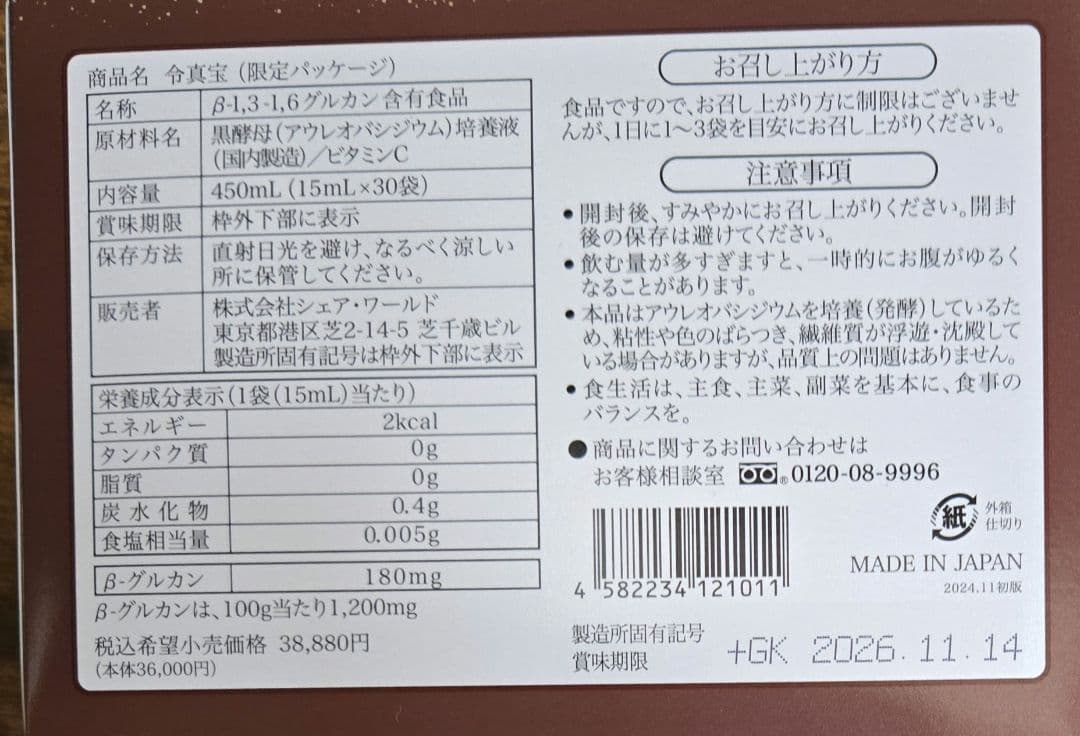 商品名 令真宝（限定パッケージ）
名称 β-1,3-1,6グルカン含有食品
原材料名 黒酵母（アウレオバシジウム）培養液
（国内製造）／ビタミンC
内容量 450mL（15mL×30袋）
賞味期限 枠外下部に表示
保存方法 直射日光を避け、なるべく涼しい
所に保管してください。
販売者 株式会社シェア・ワールド
東京都港区芝2-14-5 芝千歳ビル
製造所固有記号は枠外下部に表示
栄養成分表示（1袋（15mL）当たり）
エネルギー 2kcal
タンパク質 0g
脂質 0g
炭水化物 0.4g
食塩相当量 0.005g
β-グルカン 180mg
β-グルカンは、100g当たり1,200mg
税込希望小売価格 38,880円
（本体36,000円）
お召し上がり方
食品ですので、お召し上がり方に制限はございませ
んが、1日に1～3袋を目安にお召し上がりください。
注意事項
●開封後、すみやかにお召し上がりください。開封
後の保存は避けてください。
●飲む量が多すぎますと、一時的にお腹がゆるく
なることがあります。
●本品はアウレオバシジウムを培養（発酵）しているた
め、粘性や色のばらつき、繊維質が浮遊・沈殿して
いる場合がありますが、品質上の問題はありません。
●食生活は、主食、主菜、副菜を基本に、食事の
バランスを。
●商品に関するお問い合わせは
お客様相談室 ®0120-08-9996
紙 外箱
仕切り
4 582234 121011
MADE IN JAPAN
2024.11初版
製造所固有記号
賞味期限
+GK 2026.11.14